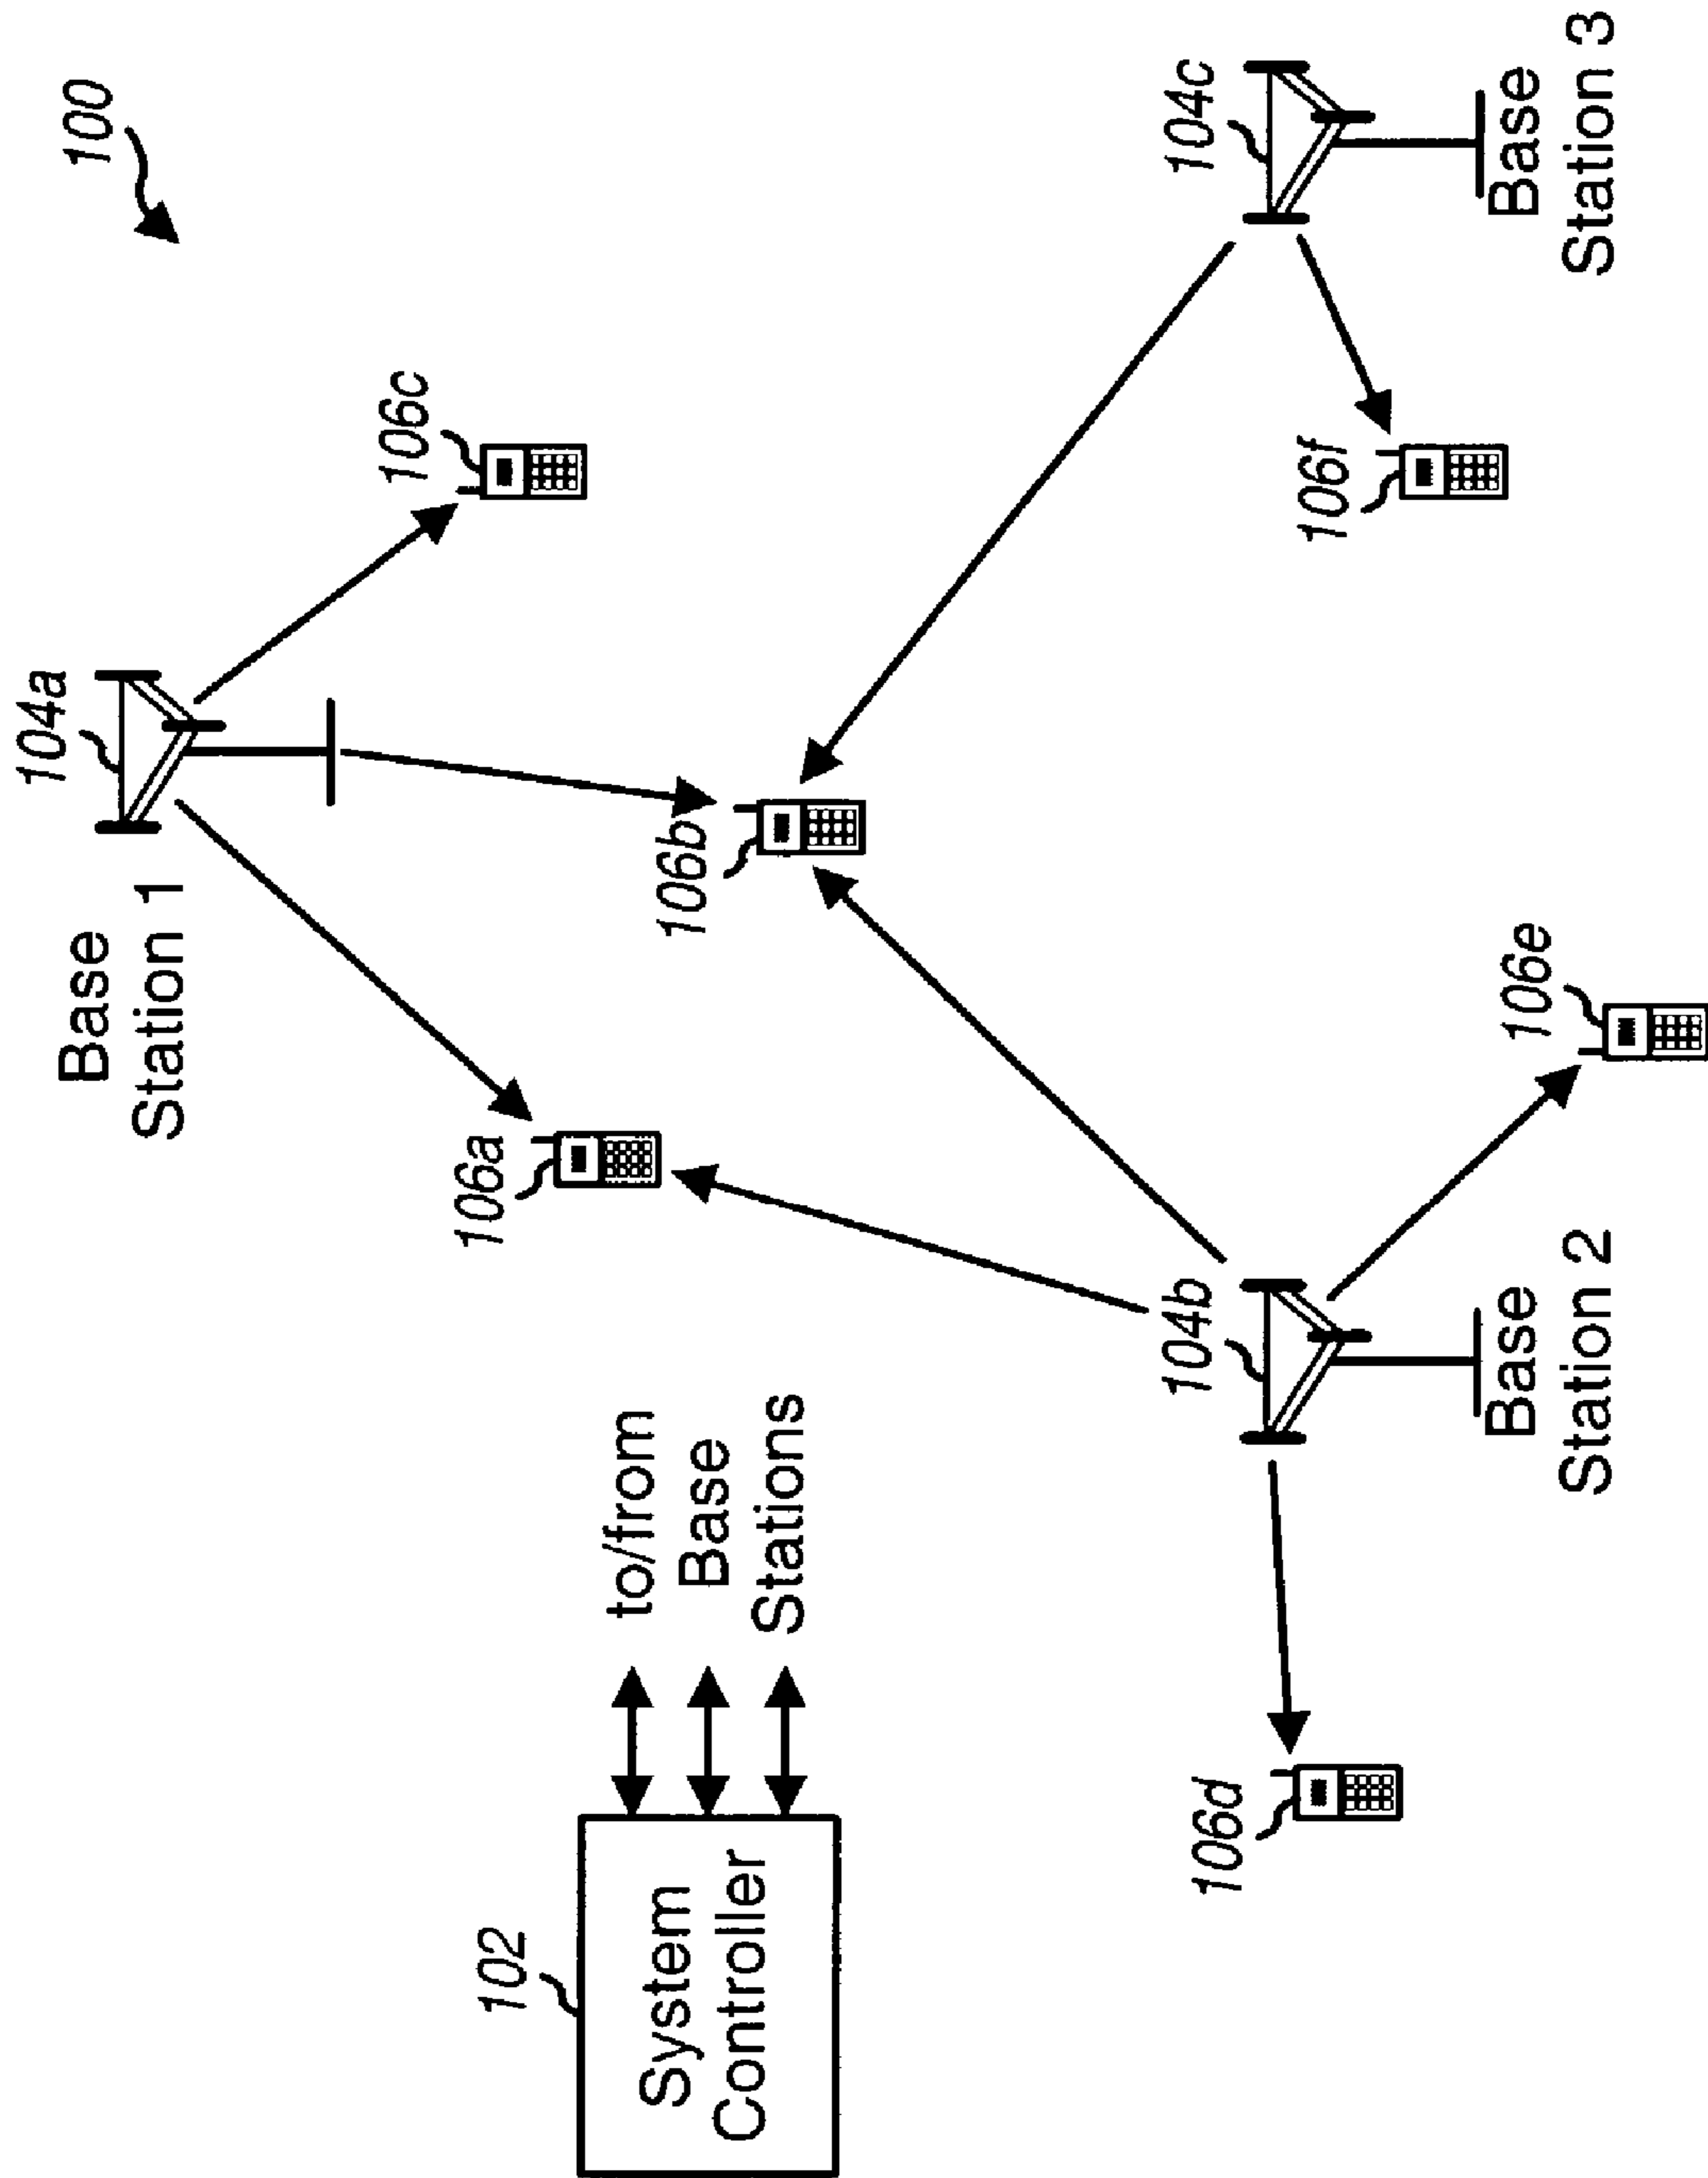 100
104a
Base
Station 1
106c
106a
106b
102
System
Controller
to/from
Base
Stations
104b
104c
106d
106f
Base
Station 2
106e
Base
Station 3